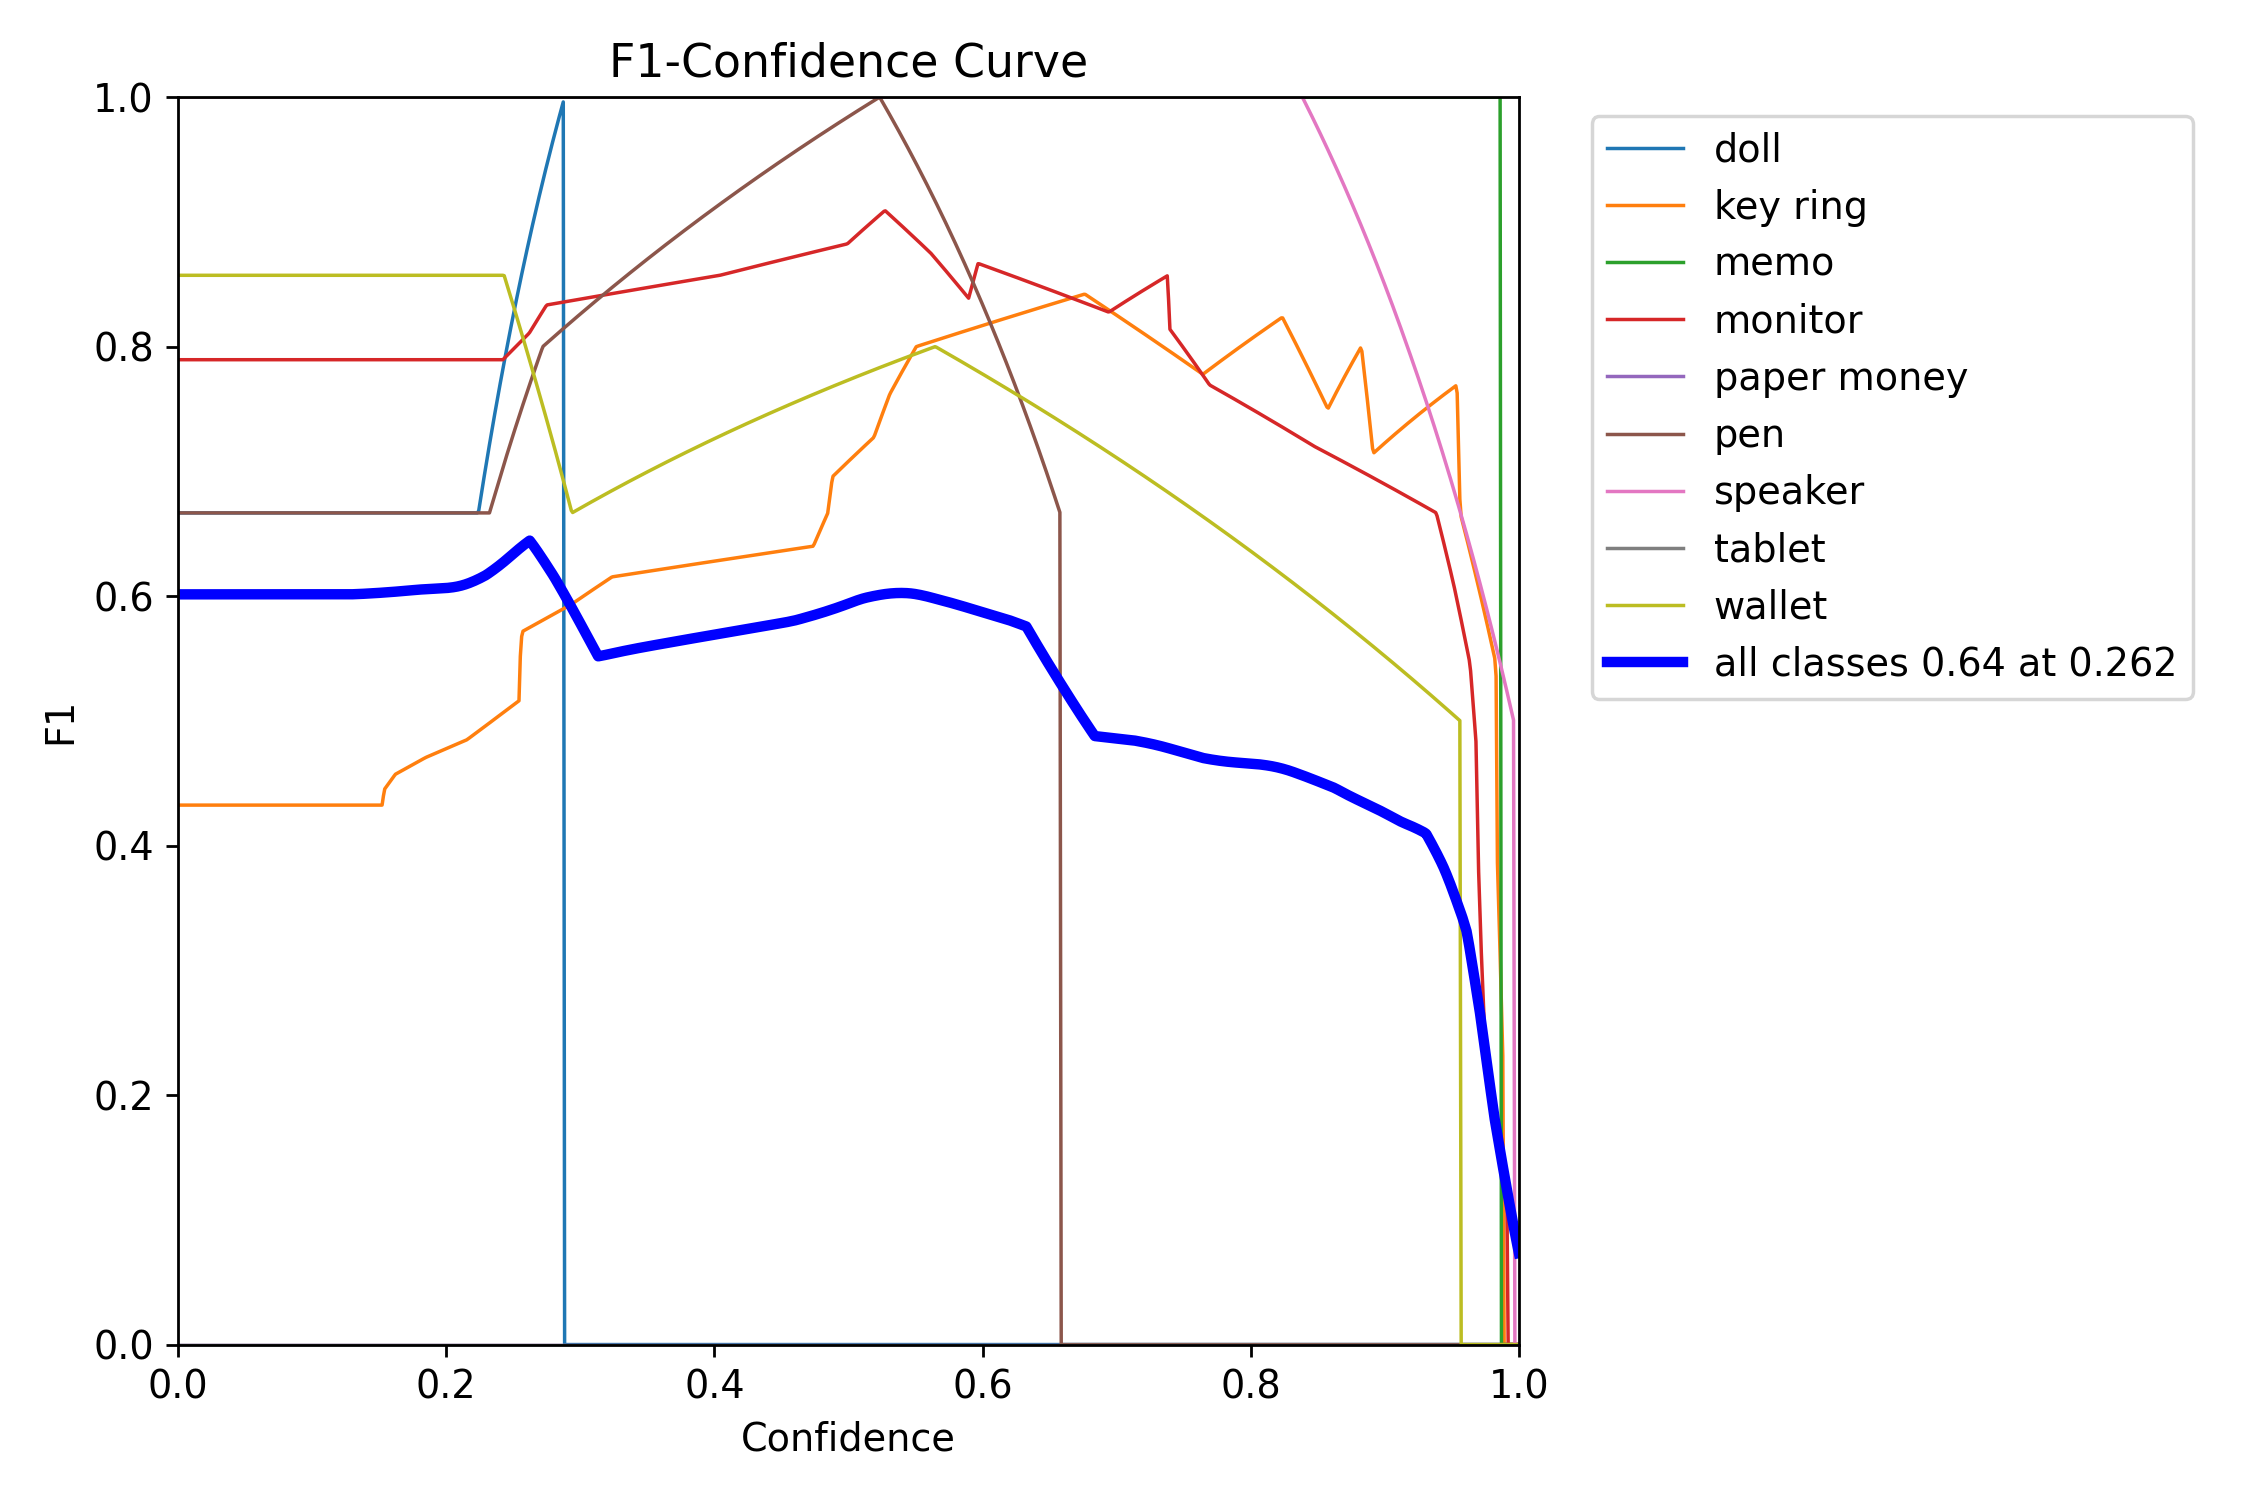 F1-Confidence Curve
1.0
0.8
0.6
0.4
0.2
0.0
F1
0.0 0.2 0.4 0.6 0.8 1.0
Confidence
doll
key ring
memo
monitor
paper money
pen
speaker
tablet
wallet
all classes 0.64 at 0.262